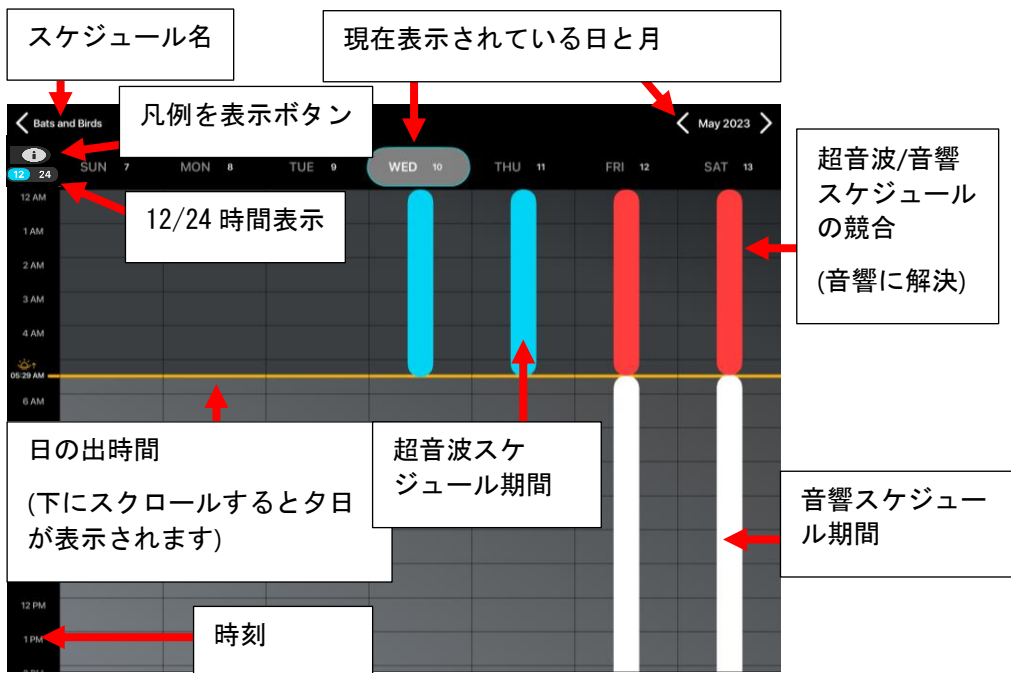 スケジュール名
現在表示されている日と月
凡例を表示ボタン
Bats and Birds
May 2023
i
12 24
SUN 7 MON 8 TUE 9 WED 10 THU 11 FRI 12 SAT 13
12/24 時間表示
超音波/音響
スケジュール
の競合
(音響に解決)
12 AM
1 AM
2 AM
3 AM
4 AM
05:29 AM
6 AM
日の出時間
(下にスクロールすると夕日
が表示されます)
超音波スケ
ジュール期間
音響スケジュー
ル期間
12 PM
1 PM
時刻